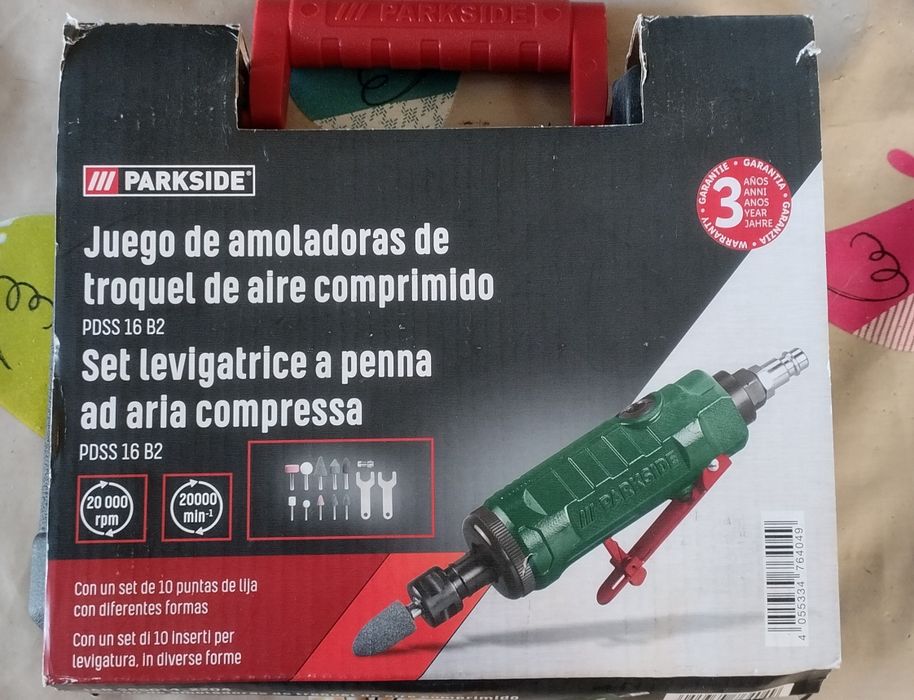 /// PARKSIDE
/// PARKSIDE®
GARANTIE • GARANTIA • GARANZIA • WARRANTY
3 AÑOS
ANNI
ANOS
YEAR
JAHRE
Juego de amoladoras de
troquel de aire comprimido
PDSS 16 B2
Set levigatrice a penna
ad aria compressa
PDSS 16 B2
20 000
rpm
20000
min-1
/// PARKSIDE
Con un set de 10 puntas de lija
con diferentes formas
Con un set di 10 inserti per
levigatura, in diverse forme
4 055334 764049
aire comprimido